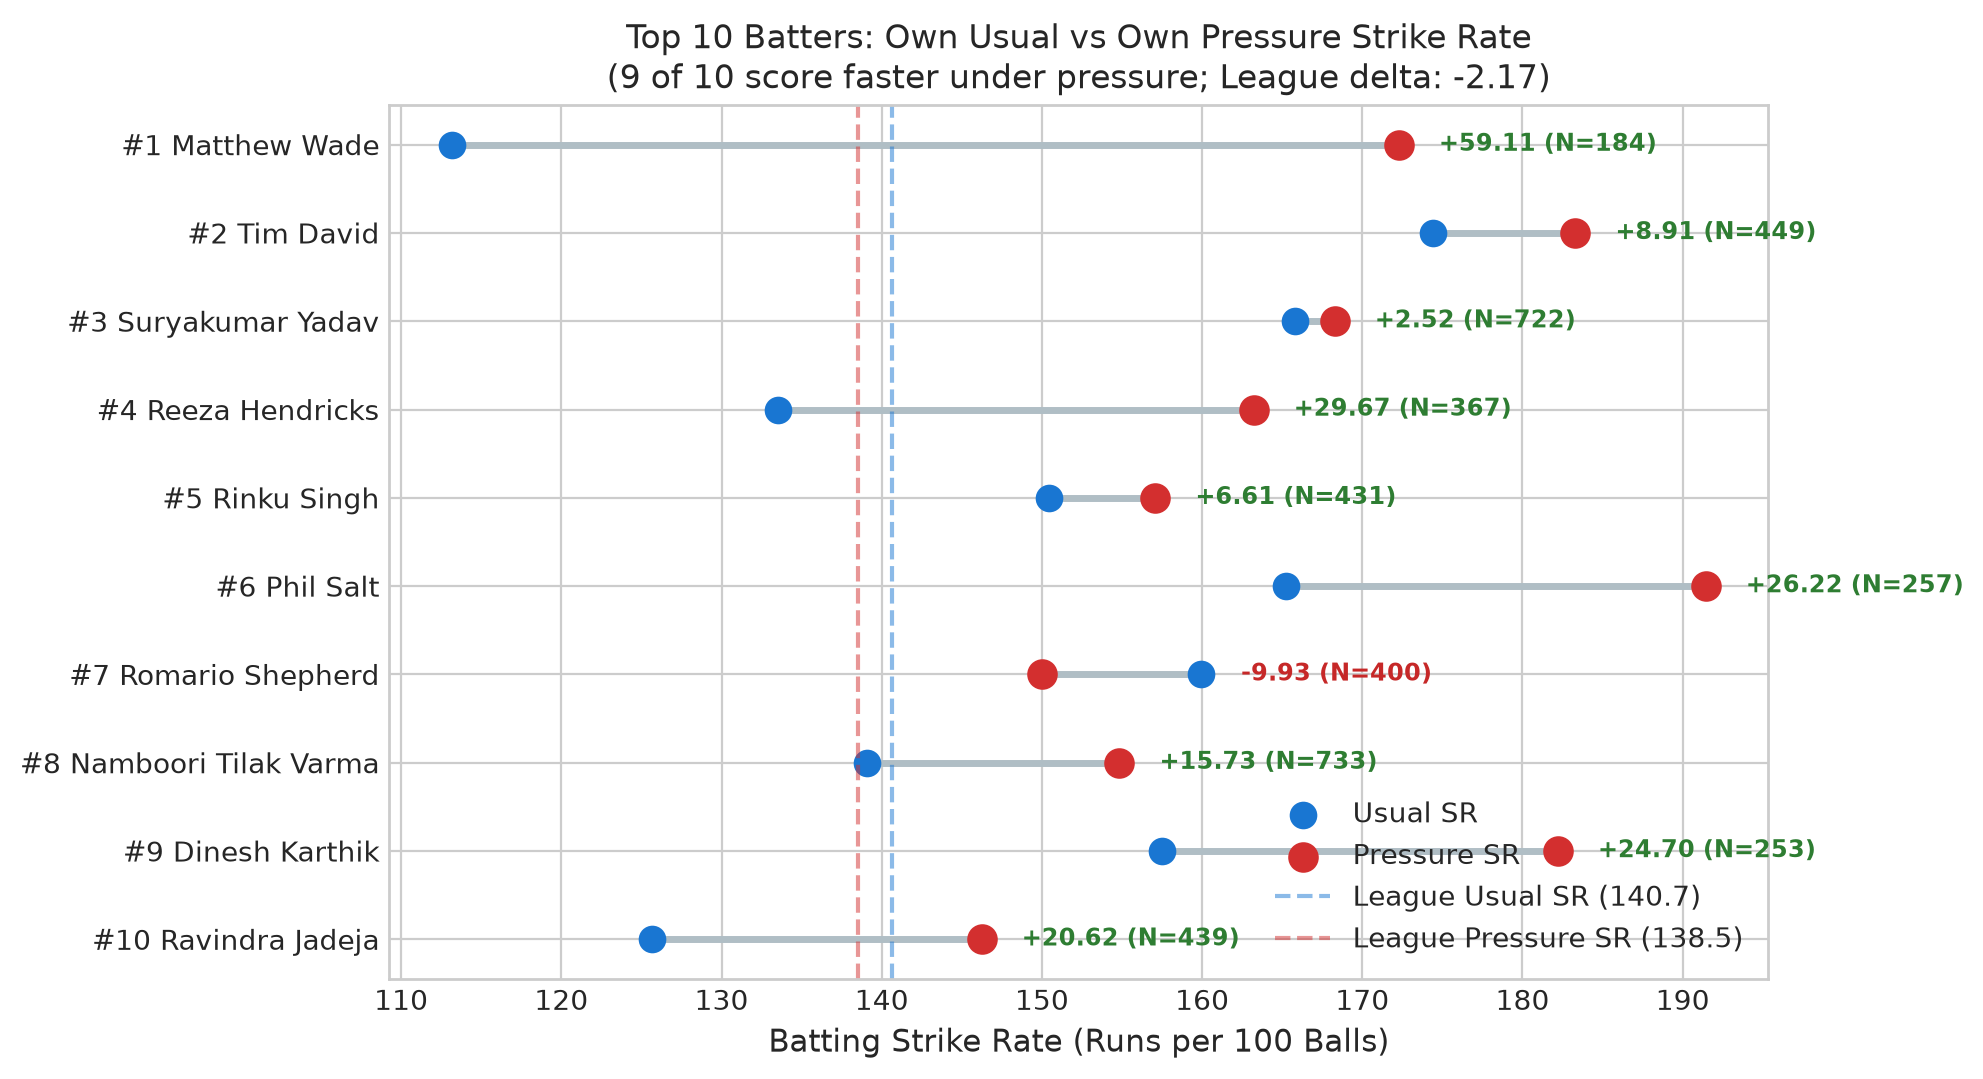 Top 10 Batters: Own Usual vs Own Pressure Strike Rate
(9 of 10 score faster under pressure; League delta: -2.17)
#1 Matthew Wade +59.11 (N=184)
#2 Tim David +8.91 (N=449)
#3 Suryakumar Yadav +2.52 (N=722)
#4 Reeza Hendricks +29.67 (N=367)
#5 Rinku Singh +6.61 (N=431)
#6 Phil Salt +26.22 (N=257)
#7 Romario Shepherd -9.93 (N=400)
#8 Namboori Tilak Varma +15.73 (N=733)
Usual SR
#9 Dinesh Karthik +24.70 (N=253)
Pressure SR
League Usual SR (140.7)
#10 Ravindra Jadeja +20.62 (N=439)
League Pressure SR (138.5)
110 120 130 140 150 160 170 180 190
Batting Strike Rate (Runs per 100 Balls)